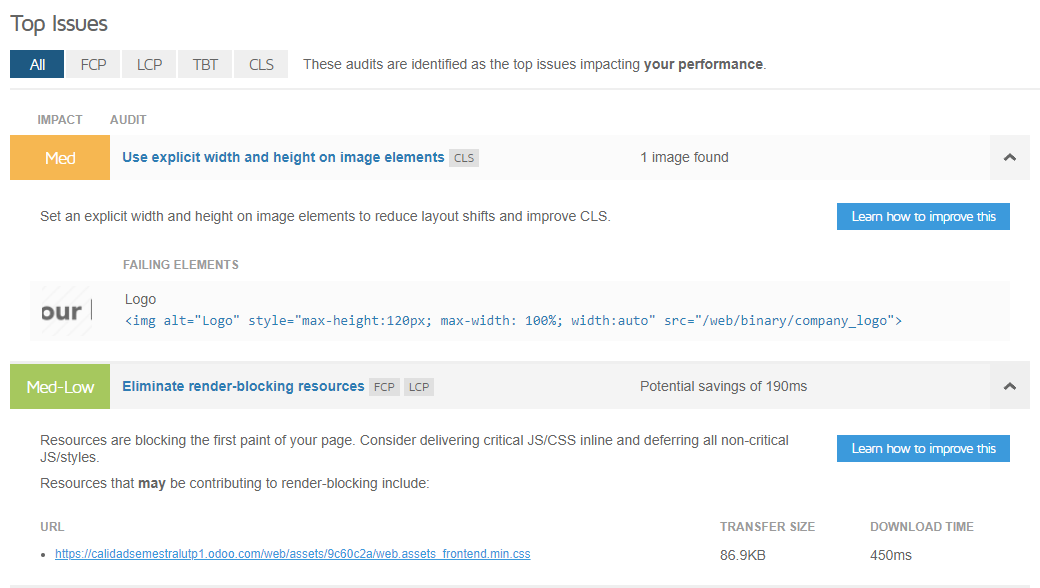 Top Issues
All FCP LCP TBT CLS These audits are identified as the top issues impacting your performance.
IMPACT AUDIT
Med Use explicit width and height on image elements CLS 1 image found
Set an explicit width and height on image elements to reduce layout shifts and improve CLS. Learn how to improve this
FAILING ELEMENTS
our Logo
<img alt="Logo" style="max-height:120px; max-width: 100%; width:auto" src="/web/binary/company_logo">
Med-Low Eliminate render-blocking resources FCP LCP Potential savings of 190ms
Resources are blocking the first paint of your page. Consider delivering critical JS/CSS inline and deferring all non-critical
JS/styles.
Learn how to improve this
Resources that may be contributing to render-blocking include:
URL TRANSFER SIZE DOWNLOAD TIME
• https://calidadsemestralutp1.odoo.com/web/assets/9c60c2a/web.assets_frontend.min.css 86.9KB 450ms